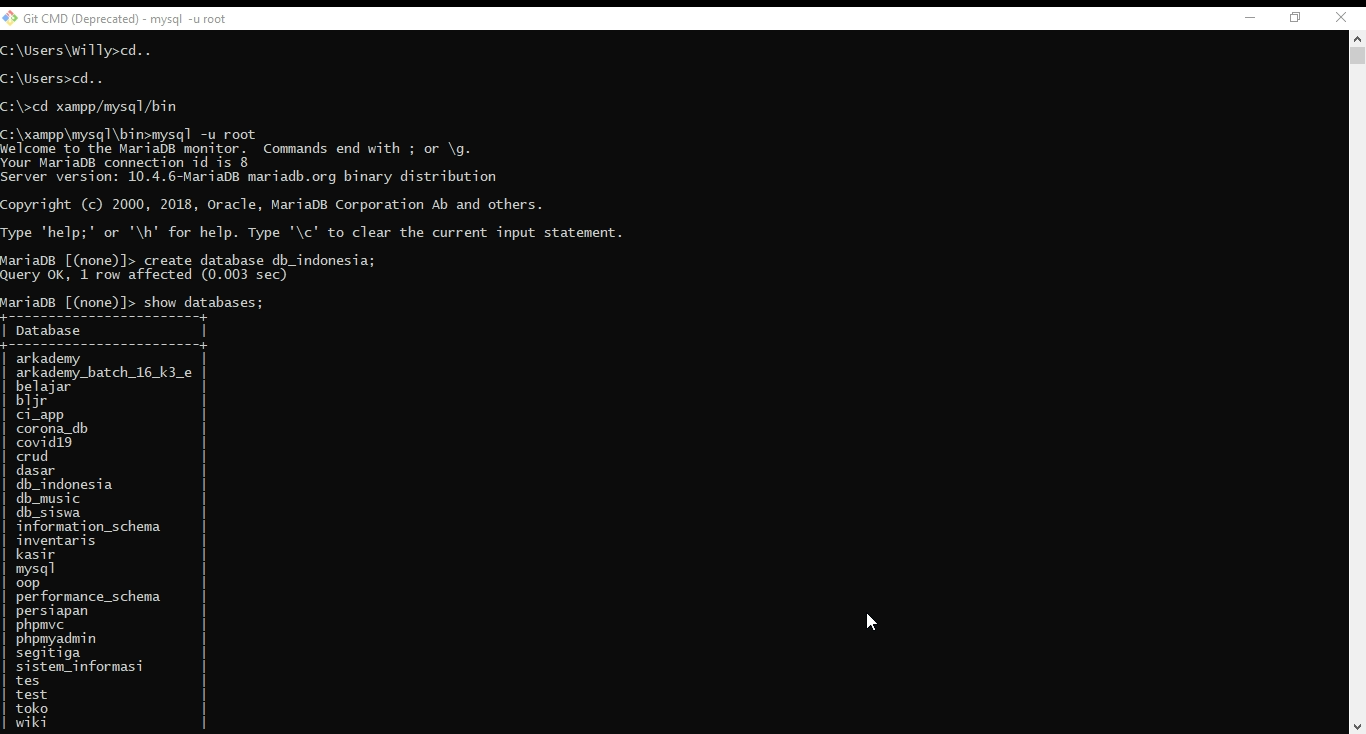 Git CMD (Deprecated) - mysql -u root
C:\Users\Willy>cd..
C:\Users>cd..
C:\>cd xampp/mysql/bin
C:\xampp\mysql\bin>mysql -u root
Welcome to the MariaDB monitor.  Commands end with ; or \g.
Your MariaDB connection id is 8
Server version: 10.4.6-MariaDB mariadb.org binary distribution
Copyright (c) 2000, 2018, Oracle, MariaDB Corporation Ab and others.
Type 'help;' or '\h' for help. Type '\c' to clear the current input statement.
MariaDB [(none)]> create database db_indonesia;
Query OK, 1 row affected (0.003 sec)
MariaDB [(none)]> show databases;
+------------------------+
| Database               |
+------------------------+
| arkademy               |
| arkademy_batch_16_k3_e |
| belajar                |
| bljr                   |
| ci_app                 |
| corona_db              |
| covid19                |
| crud                   |
| dasar                  |
| db_indonesia           |
| db_music               |
| db_siswa               |
| information_schema     |
| inventaris             |
| kasir                  |
| mysql                  |
| oop                    |
| performance_schema     |
| persiapan              |
| phpmvc                 |
| phpmyadmin             |
| segitiga               |
| sistem_informasi       |
| tes                    |
| test                   |
| toko                   |
| wiki                   |